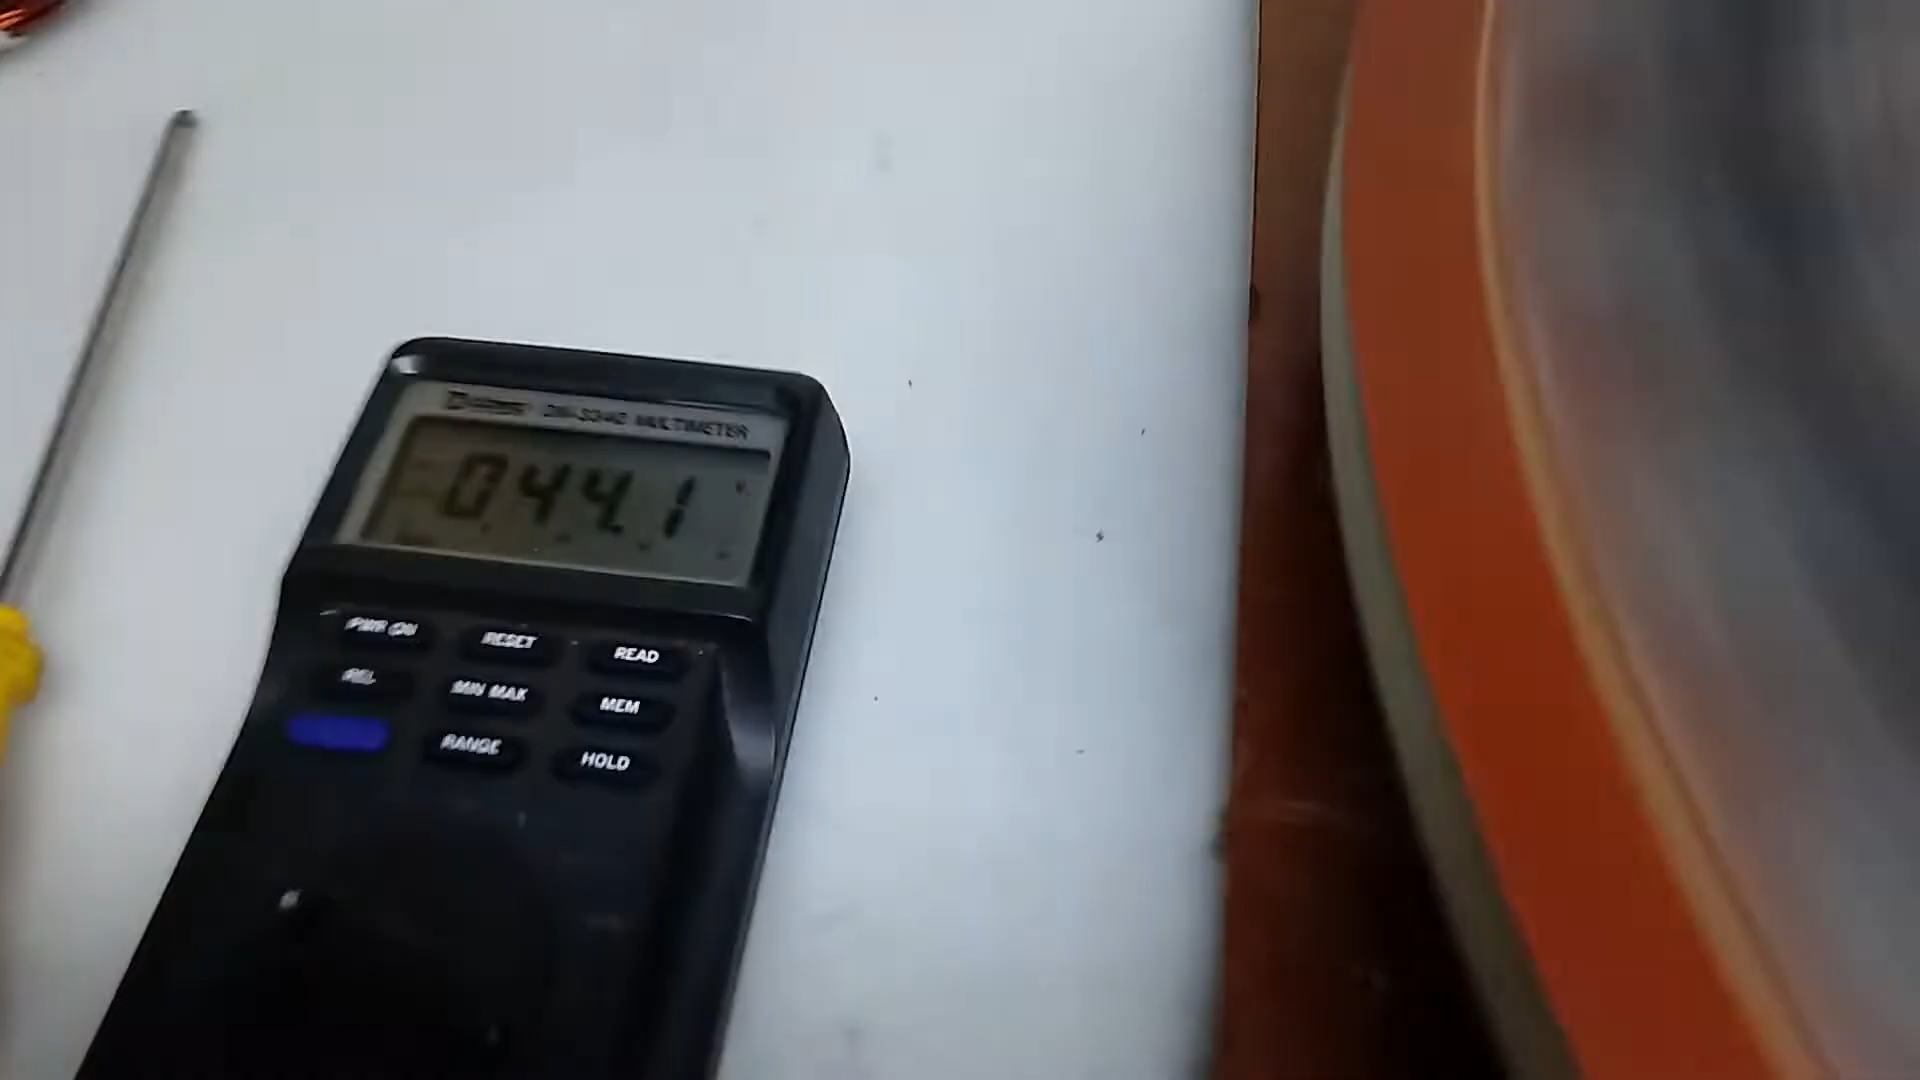 MULTIMETER
044.1
PWR ON RESET READ
REL MIN MAX MEM
RANGE HOLD